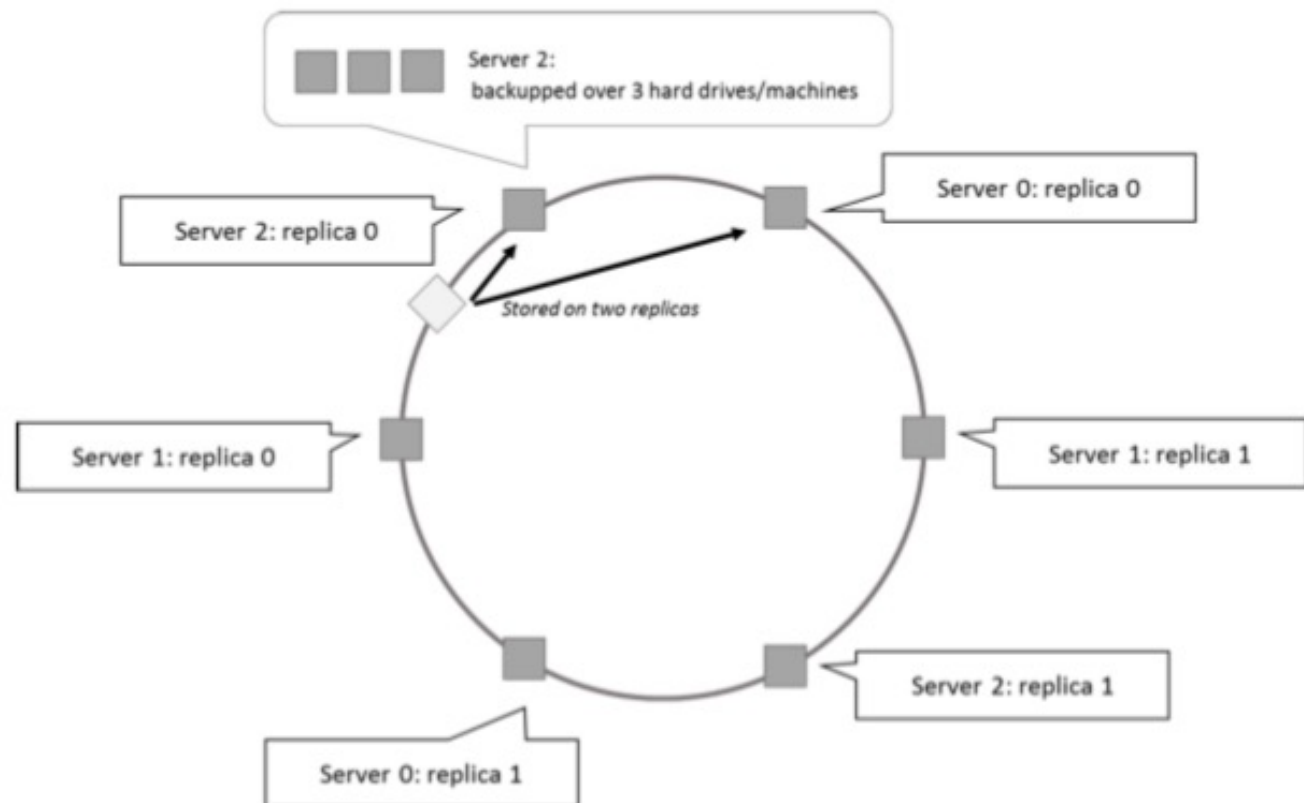 Server 2:
backupped over 3 hard drives/machines
Server 0: replica 0
Server 2: replica 0
Stored on two replicas
Server 1: replica 0
Server 1: replica 1
Server 2: replica 1
Server 0: replica 1